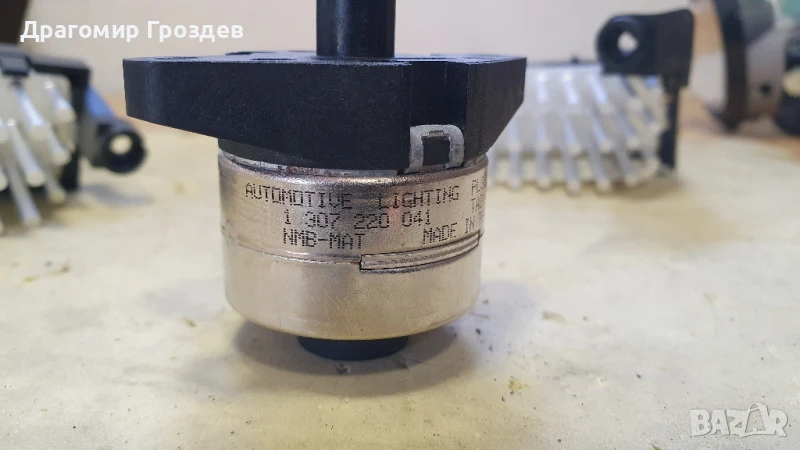 Драгомир Гроздев
AUTOMOTIVE LIGHTING
1 307 220 041
NMB-MAT MADE IN
BAZAR